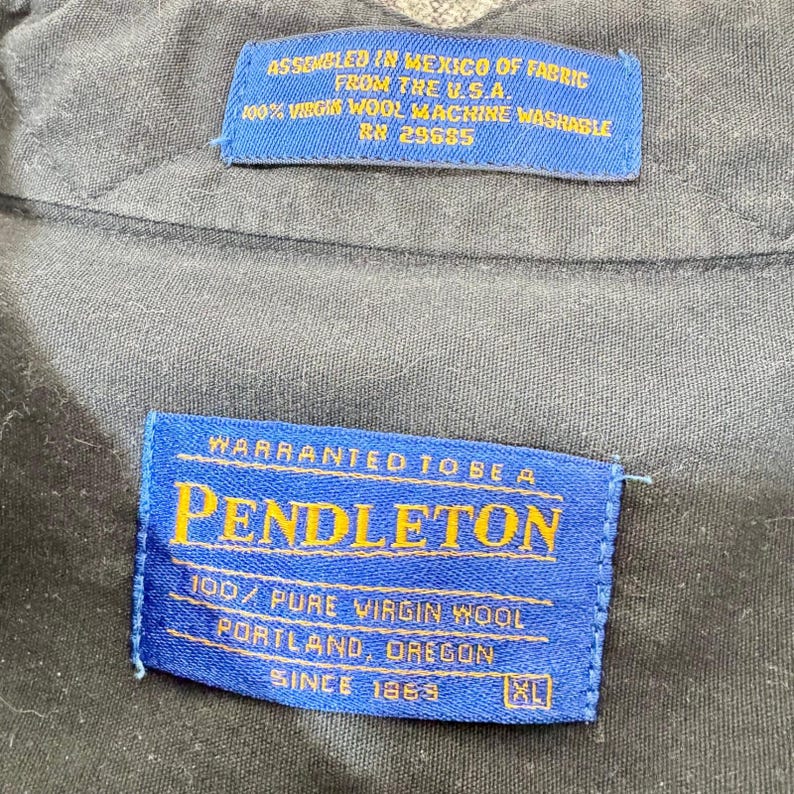 ASSEMBLED IN MEXICO OF FABRIC
FROM THE U.S.A.
100% VIRGIN WOOL MACHINE WASHABLE
RN 29685
WARRANTED TO BE A
PENDLETON
100% PURE VIRGIN WOOL
PORTLAND, OREGON
SINCE 1863
XL